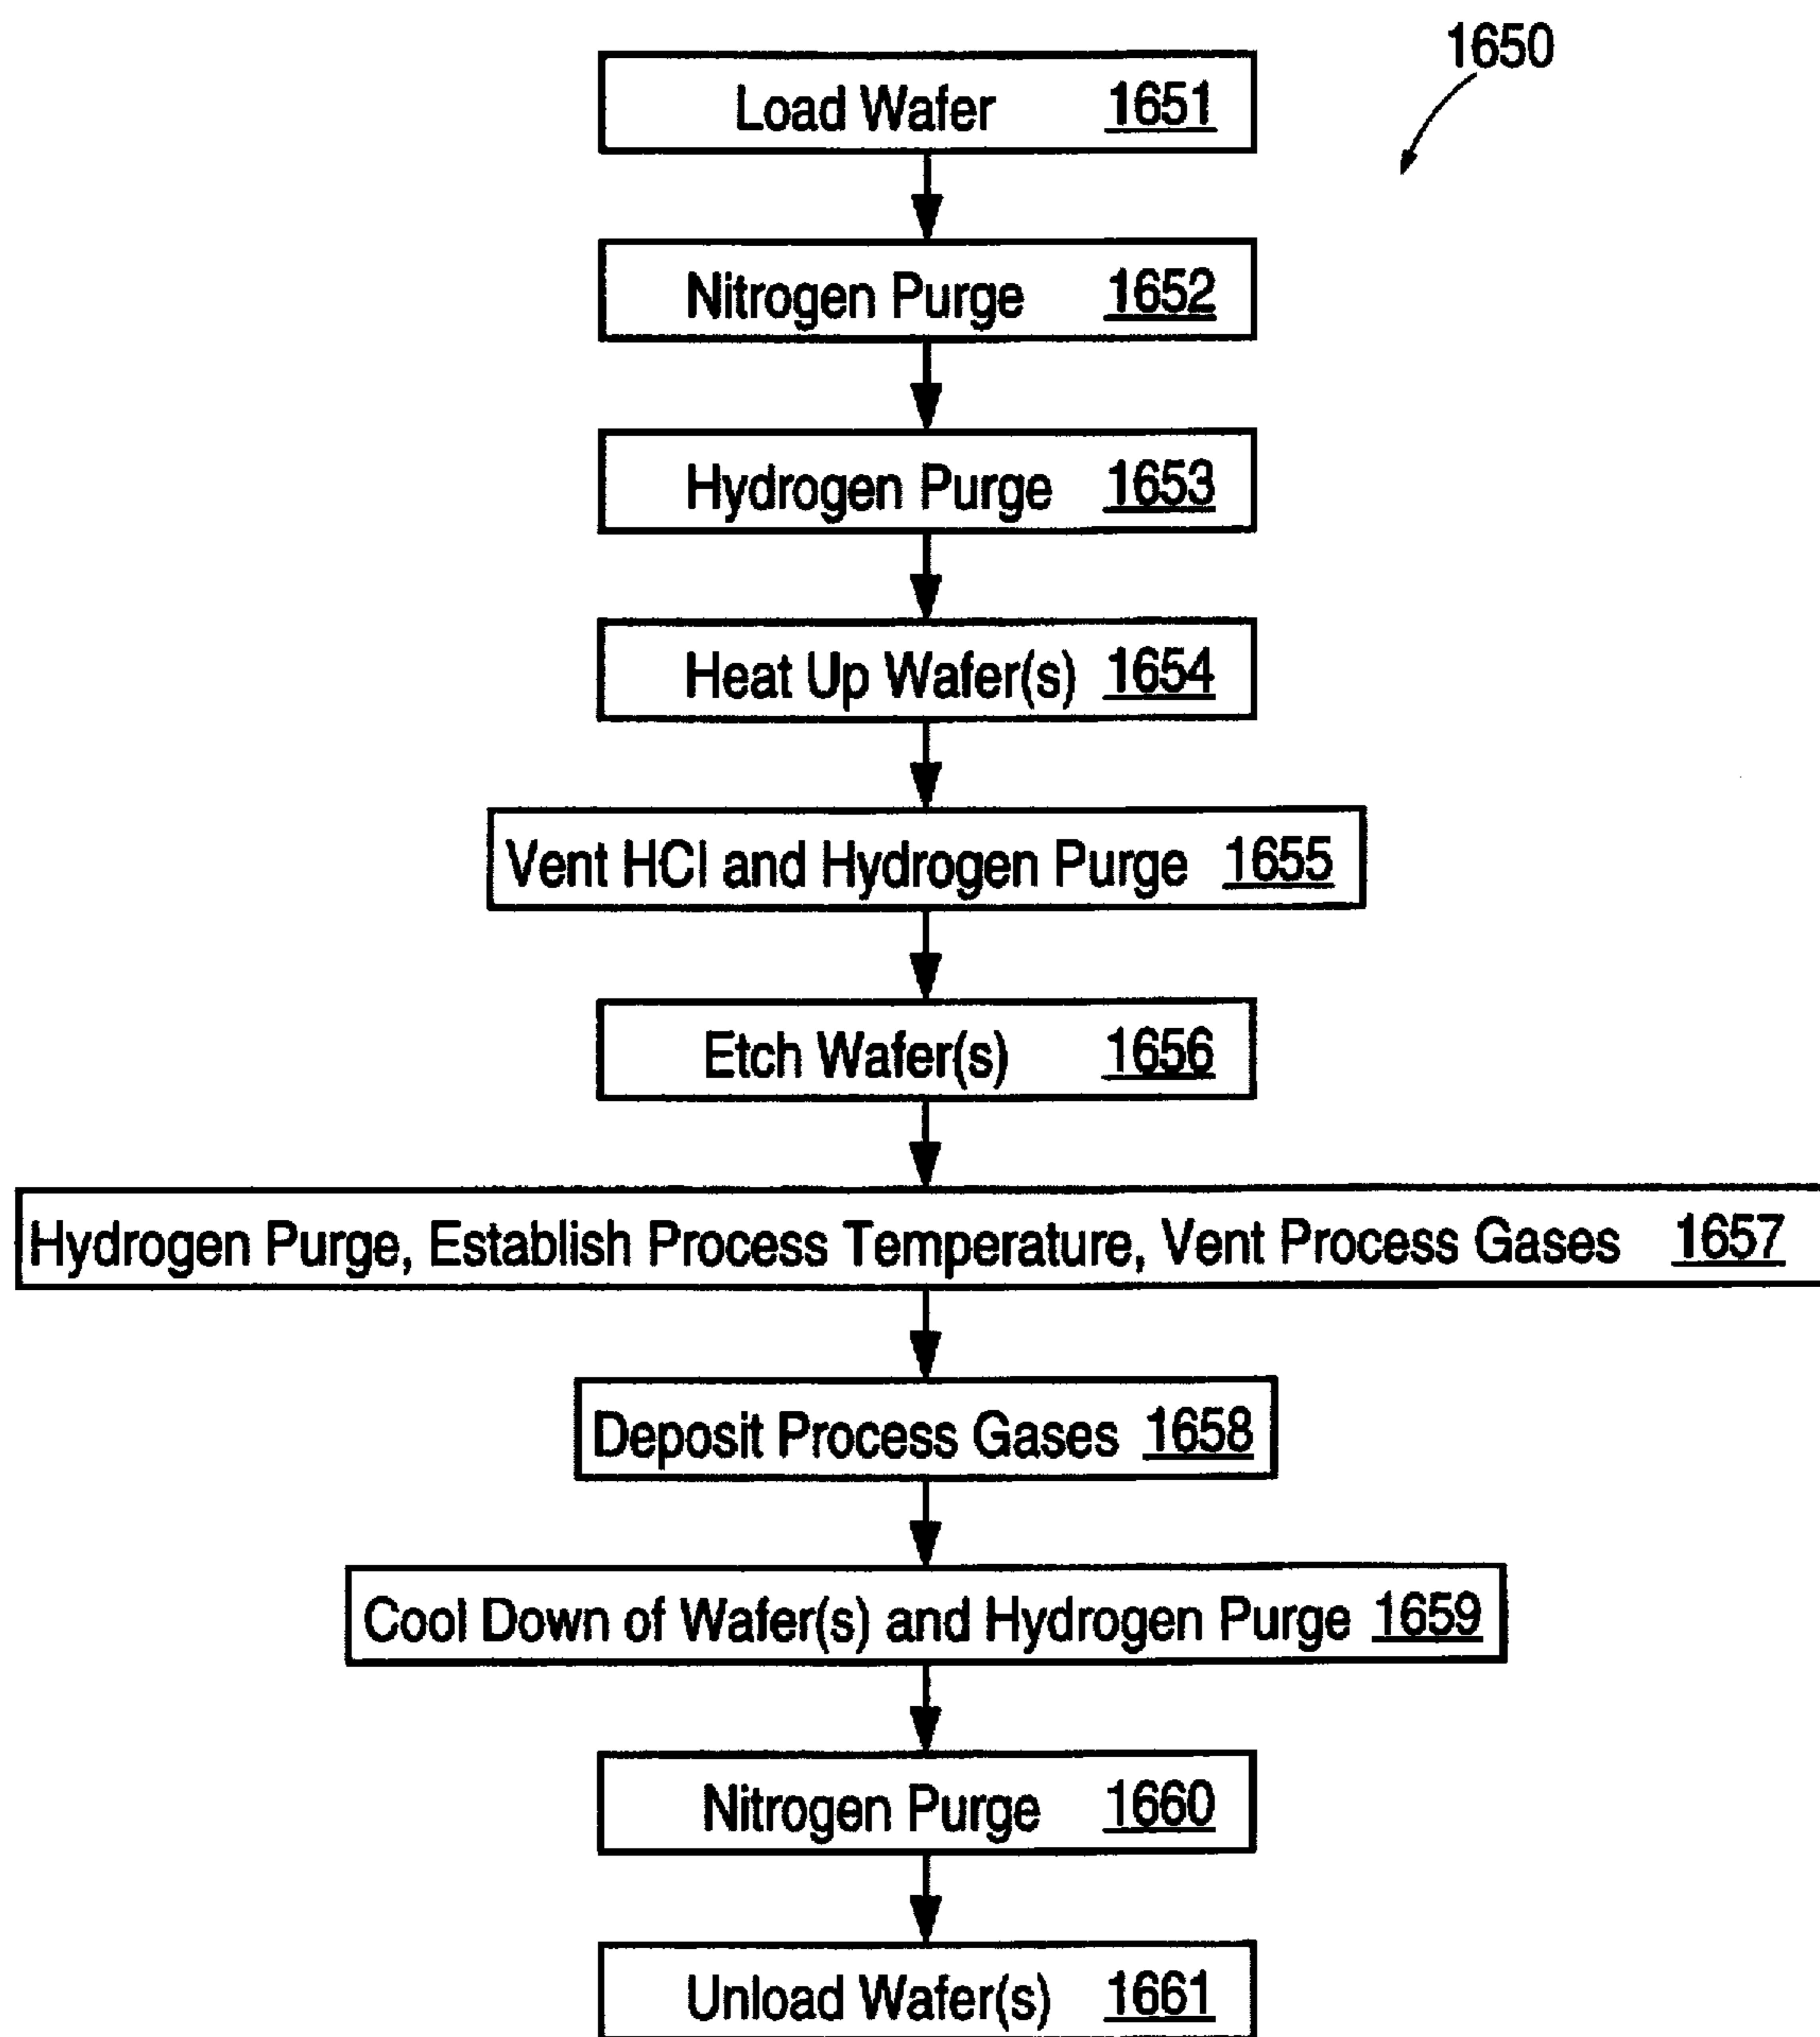 1650
Load Wafer 1651
Nitrogen Purge 1652
Hydrogen Purge 1653
Heat Up Wafer(s) 1654
Vent HCl and Hydrogen Purge 1655
Etch Wafer(s) 1656
Hydrogen Purge, Establish Process Temperature, Vent Process Gases 1657
Deposit Process Gases 1658
Cool Down of Wafer(s) and Hydrogen Purge 1659
Nitrogen Purge 1660
Unload Wafer(s) 1661